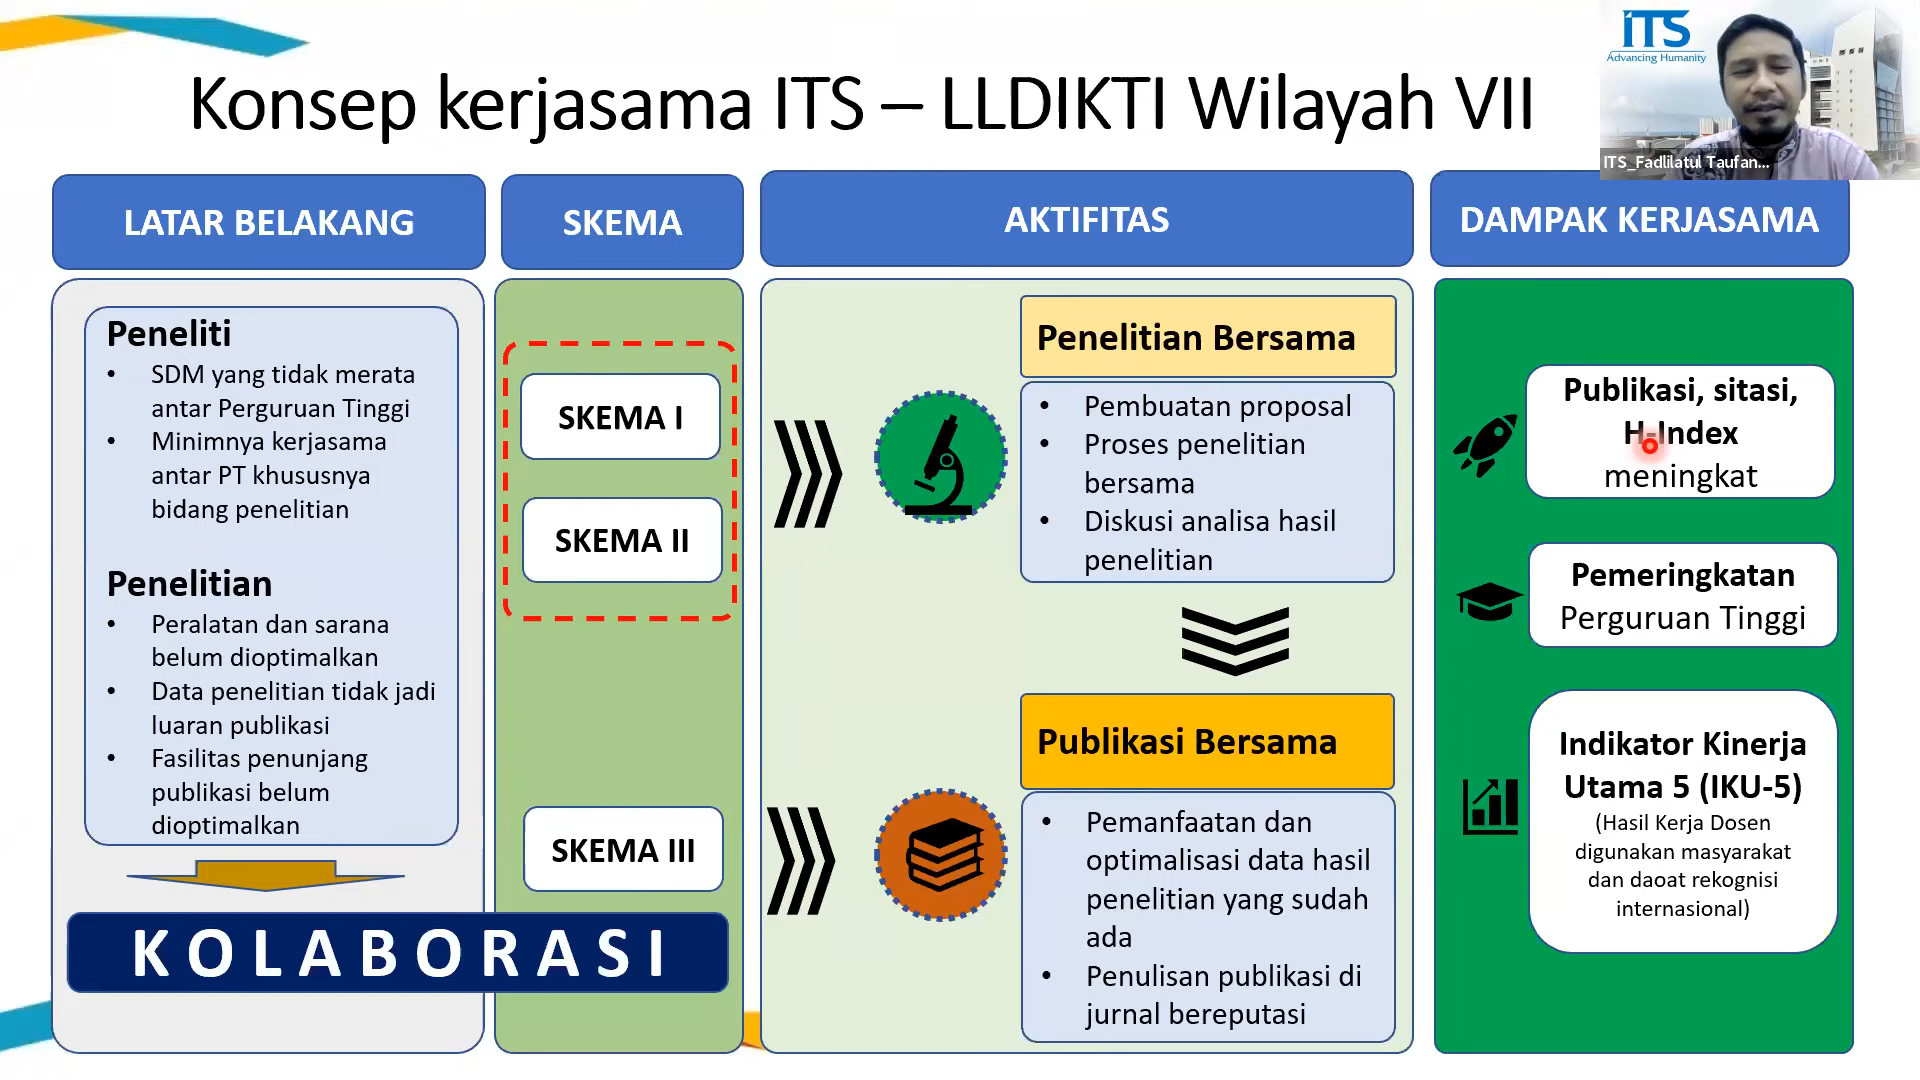 Konsep kerjasama ITS – LLDIKTI Wilayah VII
iTS
Advancing Humanity
ITS_Fadlilatul Taufan...
LATAR BELAKANG
SKEMA
AKTIFITAS
DAMPAK KERJASAMA
Peneliti
• SDM yang tidak merata
antar Perguruan Tinggi
• Minimnya kerjasama
antar PT khususnya
bidang penelitian
Penelitian
• Peralatan dan sarana
belum dioptimalkan
• Data penelitian tidak jadi
luaran publikasi
• Fasilitas penunjang
publikasi belum
dioptimalkan
KOLABORASI
SKEMA I
SKEMA II
SKEMA III
Penelitian Bersama
• Pembuatan proposal
• Proses penelitian
bersama
• Diskusi analisa hasil
penelitian
Publikasi Bersama
• Pemanfaatan dan
optimalisasi data hasil
penelitian yang sudah
ada
• Penulisan publikasi di
jurnal bereputasi
Publikasi, sitasi,
H-Index
meningkat
Pemeringkatan
Perguruan Tinggi
Indikator Kinerja
Utama 5 (IKU-5)
(Hasil Kerja Dosen
digunakan masyarakat
dan daoat rekognisi
internasional)